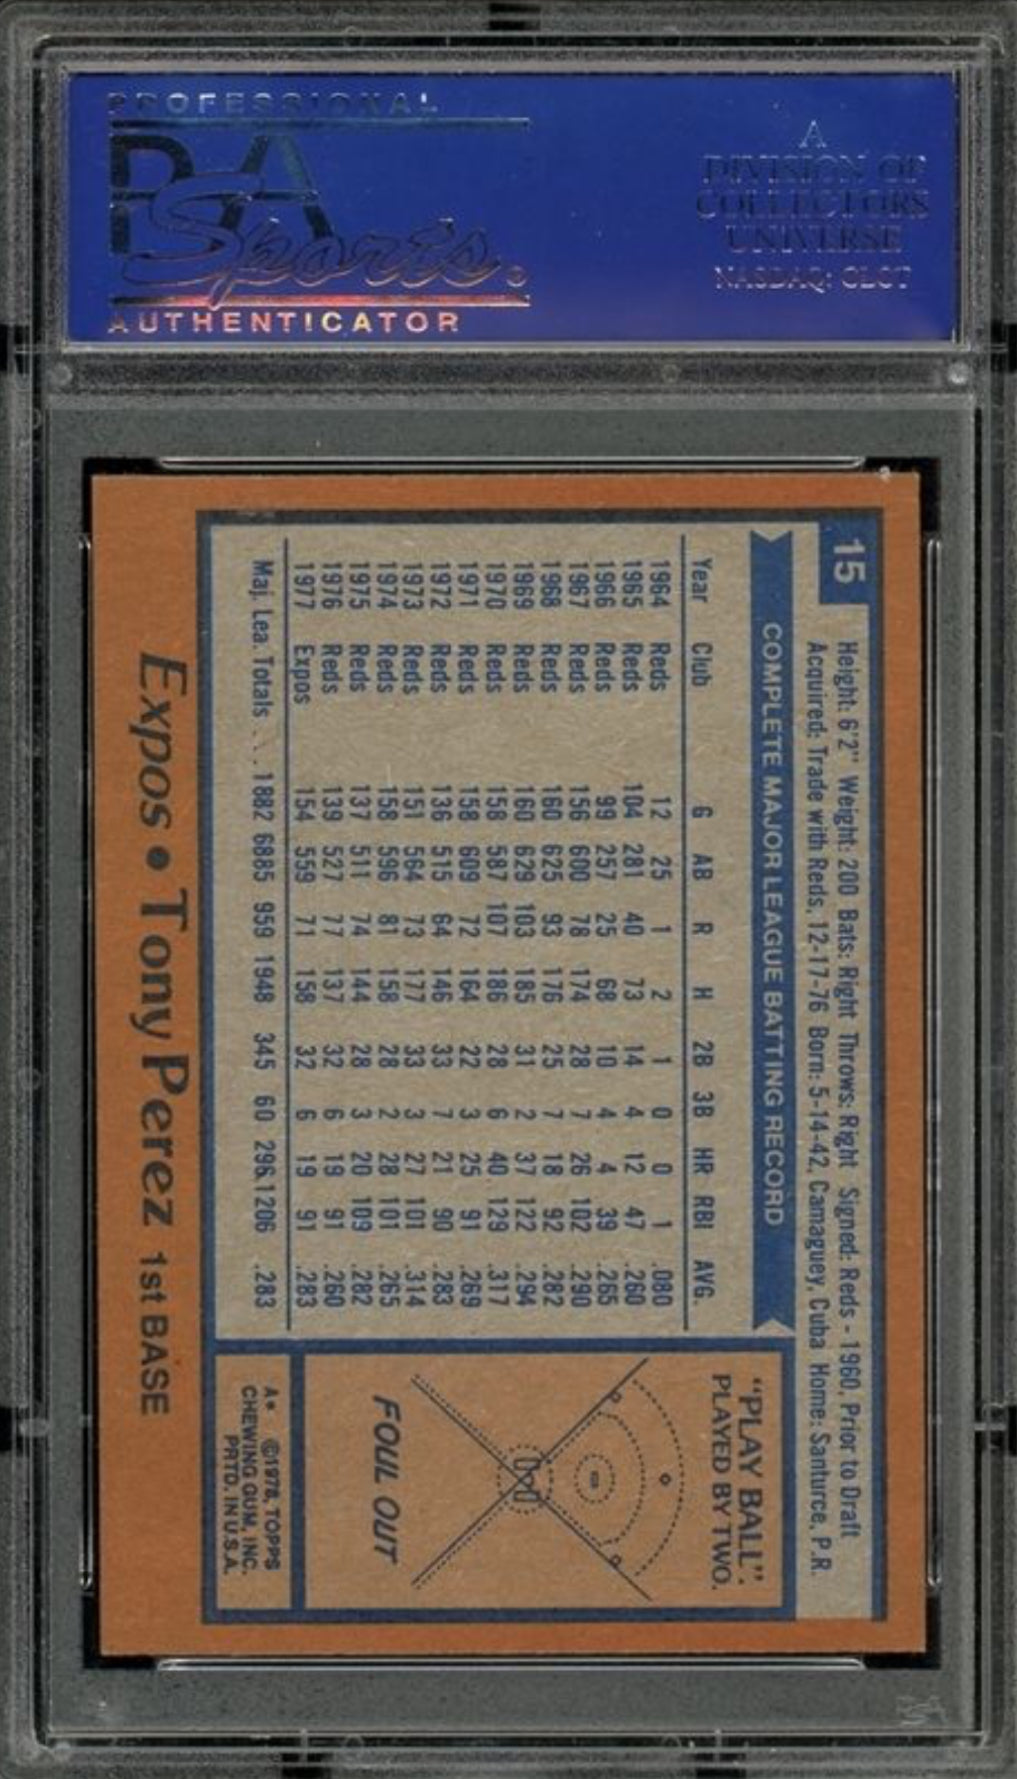 PROFESSIONAL
PSA
Sports
AUTHENTICATOR
A
DIVISION OF
COLLECTORS
UNIVERSE
NASDAQ: CLCT
15
Height: 6'2" Weight: 200 Bats: Right Throws: Right Signed: Reds - 1960, Prior to Draft
Acquired: Trade with Reds, 12-17-76 Born: 5-14-42, Camaguey, Cuba Home: Santurce, P.R.
COMPLETE MAJOR LEAGUE BATTING RECORD
Year Club G AB R H 2B 3B HR RBI AVG.
1964 Reds 12 25 1 2 1 0 0 1 .080
1965 Reds 104 281 40 73 14 4 12 47 .260
1966 Reds 99 257 25 68 10 4 4 39 .265
1967 Reds 156 600 78 174 28 7 26 102 .290
1968 Reds 160 625 93 176 25 7 18 92 .282
1969 Reds 160 629 103 185 31 2 37 122 .294
1970 Reds 158 587 107 186 28 6 40 129 .317
1971 Reds 158 609 72 164 22 3 25 91 .269
1972 Reds 136 515 64 146 33 7 21 90 .283
1973 Reds 151 564 73 177 33 3 27 101 .314
1974 Reds 158 596 81 158 28 2 28 101 .265
1975 Reds 137 511 74 144 28 3 20 109 .282
1976 Reds 139 527 77 137 32 6 19 91 .260
1977 Expos 154 559 71 158 32 6 19 91 .283
Maj. Lea. Totals . . . 1882 6885 959 1948 345 60 296 1206 .283
"PLAY BALL".
PLAYED BY TWO.
FOUL OUT
A* ©1978, TOPPS
CHEWING GUM, INC.
PRTD. IN U.S.A.
Expos • Tony Perez 1st BASE